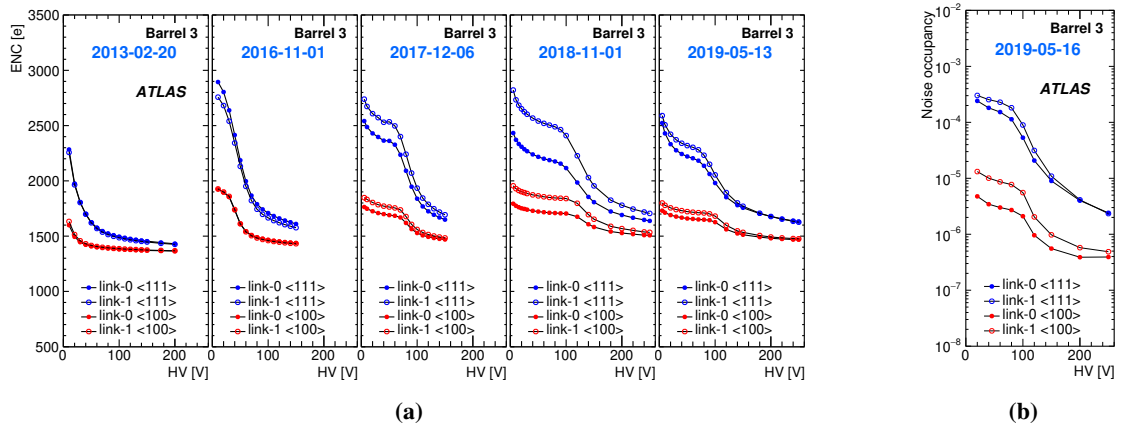 ENC [e]
3500
3000
2500
2000
1500
1000
500
Barrel 3
2013-02-20
ATLAS
link-0 <111>
link-1 <111>
link-0 <100>
link-1 <100>
0 100 200
HV [V]
Barrel 3
2016-11-01
link-0 <111>
link-1 <111>
link-0 <100>
link-1 <100>
0 100 200
HV [V]
Barrel 3
2017-12-06
link-0 <111>
link-1 <111>
link-0 <100>
link-1 <100>
0 100 200
HV [V]
Barrel 3
2018-11-01
link-0 <111>
link-1 <111>
link-0 <100>
link-1 <100>
0 100 200
HV [V]
Barrel 3
2019-05-13
link-0 <111>
link-1 <111>
link-0 <100>
link-1 <100>
0 100 200
HV [V]
(a)
Noise occupancy
10⁻²
10⁻³
10⁻⁴
10⁻⁵
10⁻⁶
10⁻⁷
10⁻⁸
Barrel 3
2019-05-16
ATLAS
link-0 <111>
link-1 <111>
link-0 <100>
link-1 <100>
0 100 200
HV [V]
(b)